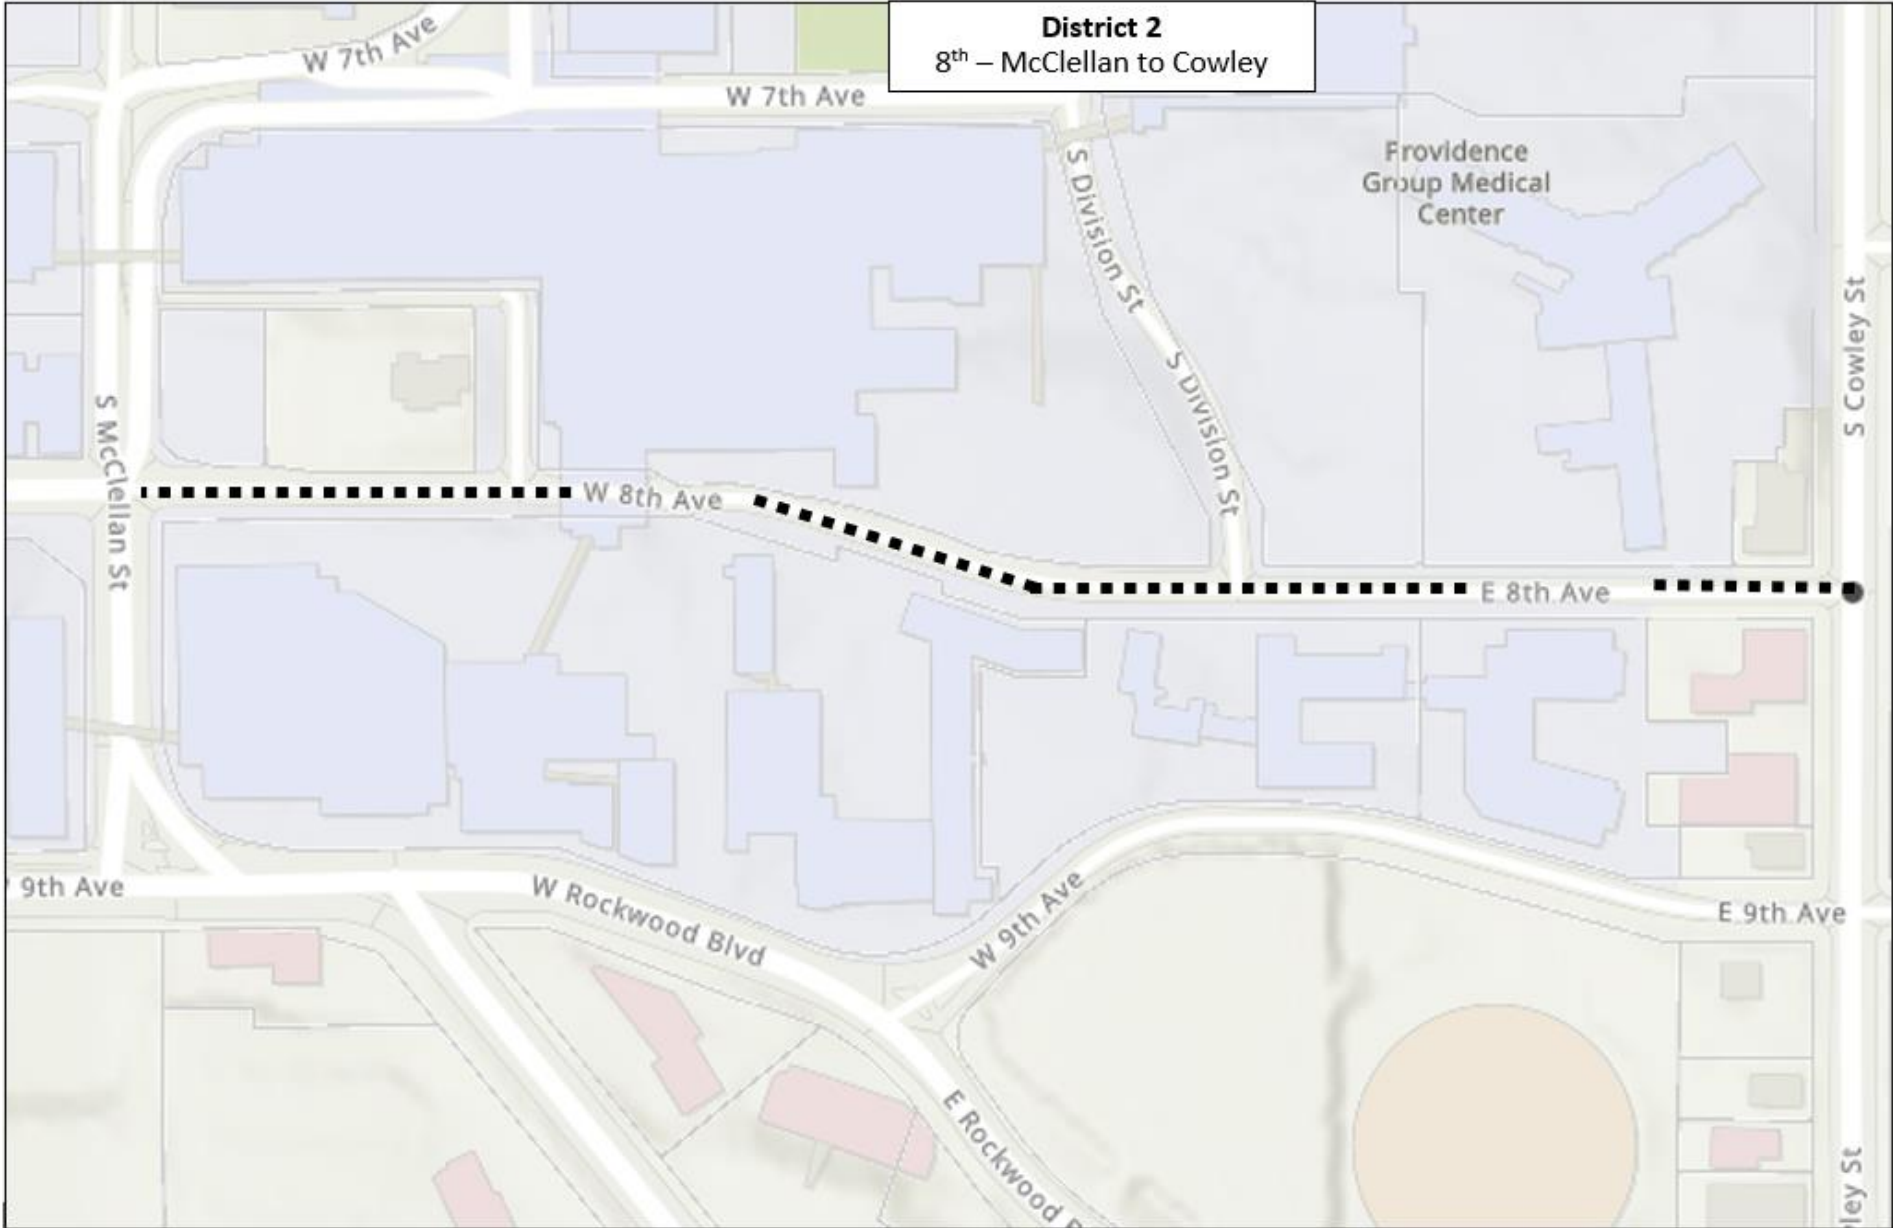 District 2
8th – McClellan to Cowley
W 7th Ave
W 7th Ave
Providence
Group Medical
Center
S Division St
S Division St
S Cowley St
S McClellan St
W 8th Ave
E 8th Ave
9th Ave
W Rockwood Blvd
W 9th Ave
E 9th Ave
E Rockwood
ley St